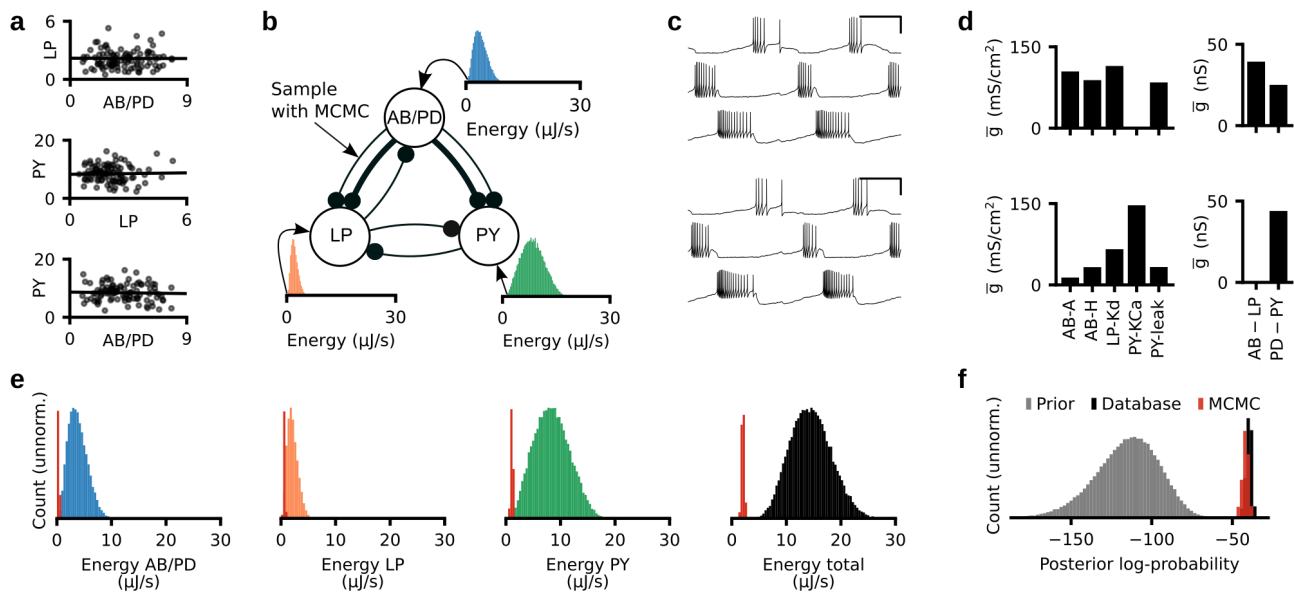 a
6
LP
0
0
9
AB/PD
20
PY
0
0
6
LP
20
PY
0
0
9
AB/PD
b
Sample
with MCMC
AB/PD
LP
PY
0
30
Energy (μJ/s)
0
30
Energy (μJ/s)
0
30
Energy (μJ/s)
c
d
150
g̅ (mS/cm²)
0
50
g̅ (nS)
0
150
g̅ (mS/cm²)
0
AB-A
AB-H
LP-Kd
PY-KCa
PY-leak
50
g̅ (nS)
0
AB – LP
PD – PY
e
Count (unnorm.)
0
10
20
30
Energy AB/PD
(μJ/s)
0
10
20
30
Energy LP
(μJ/s)
0
10
20
30
Energy PY
(μJ/s)
0
10
20
30
Energy total
(μJ/s)
f
Prior
Database
MCMC
Count (unnorm.)
−150
−100
−50
Posterior log-probability